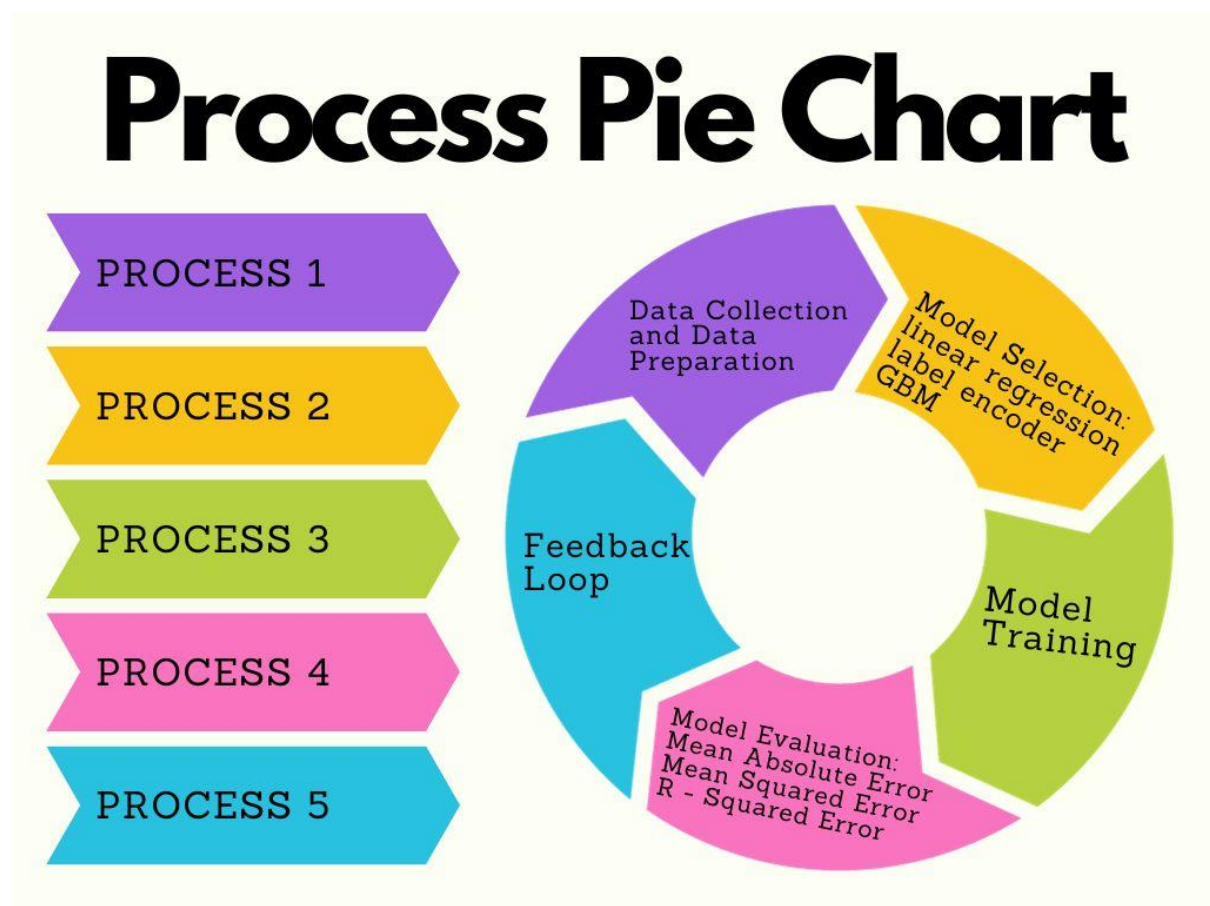 Process Pie Chart
PROCESS 1
PROCESS 2
PROCESS 3
PROCESS 4
PROCESS 5
Data Collection
and Data
Preparation
Model Selection:
linear regression
label encoder
GBM
Model
Training
Model Evaluation:
Mean Absolute Error
Mean Squared Error
R - Squared Error
Feedback
Loop